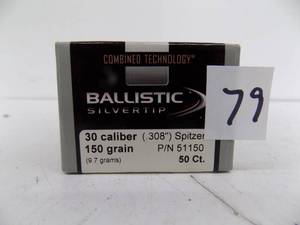 COMBINED TECHNOLOGY
BALLISTIC
SILVERTIP
79
30 caliber (.308") Spitzer
150 grain P/N 51150
(9.7 grams) 50 Ct.